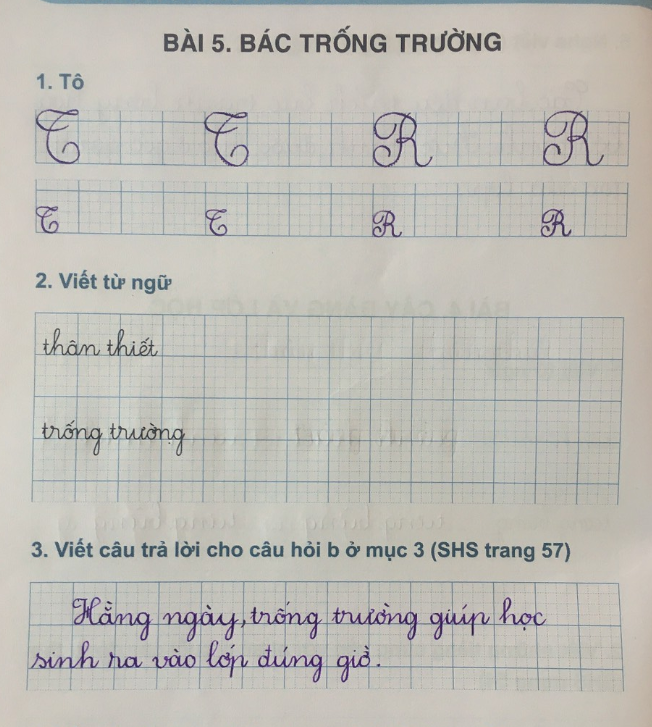 BÀI 5. BÁC TRỐNG TRƯỜNG
1. Tô
T T R R
T T R R
2. Viết từ ngữ
thân thiết
trống trường
3. Viết câu trả lời cho câu hỏi b ở mục 3 (SHS trang 57)
Hằng ngày, trống trường giúp học
sinh ra vào lớp đúng giờ.